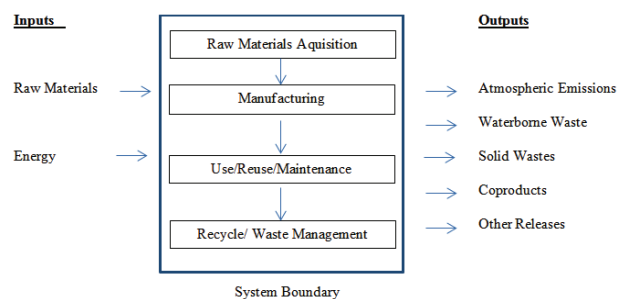 Inputs
Outputs
Raw Materials Aquisition
Raw Materials
Manufacturing
Atmospheric Emissions
Waterborne Waste
Energy
Use/Reuse/Maintenance
Solid Wastes
Coproducts
Recycle/ Waste Management
Other Releases
System Boundary